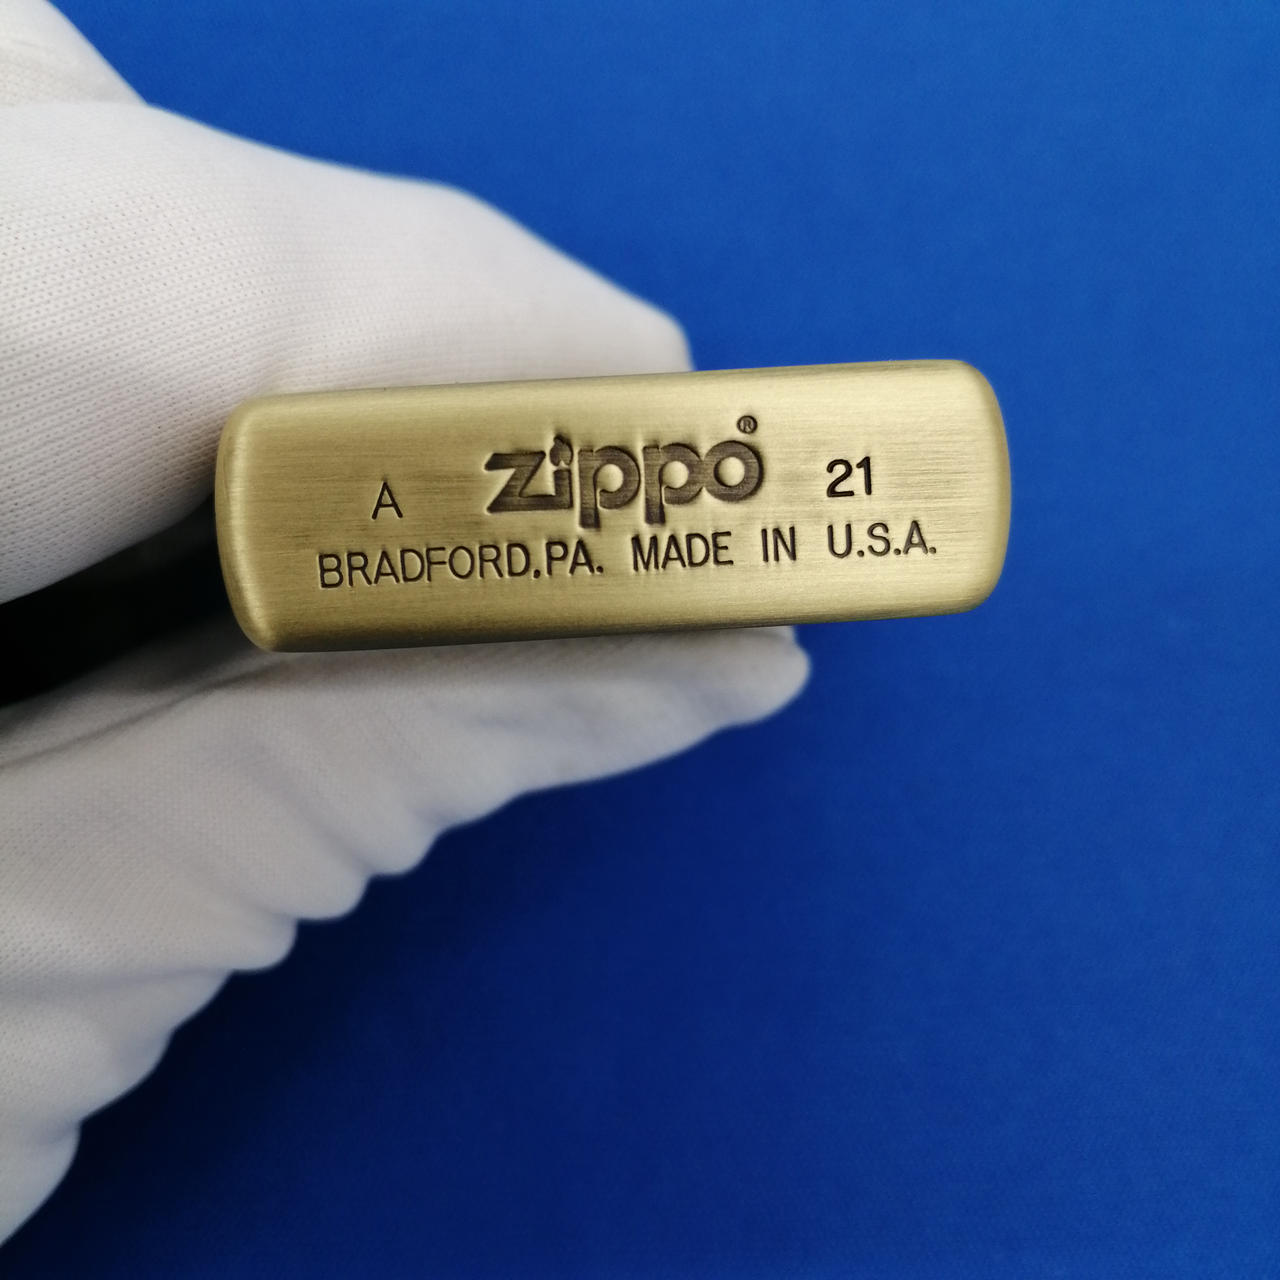 A zippo® 21
BRADFORD,PA. MADE IN U.S.A.